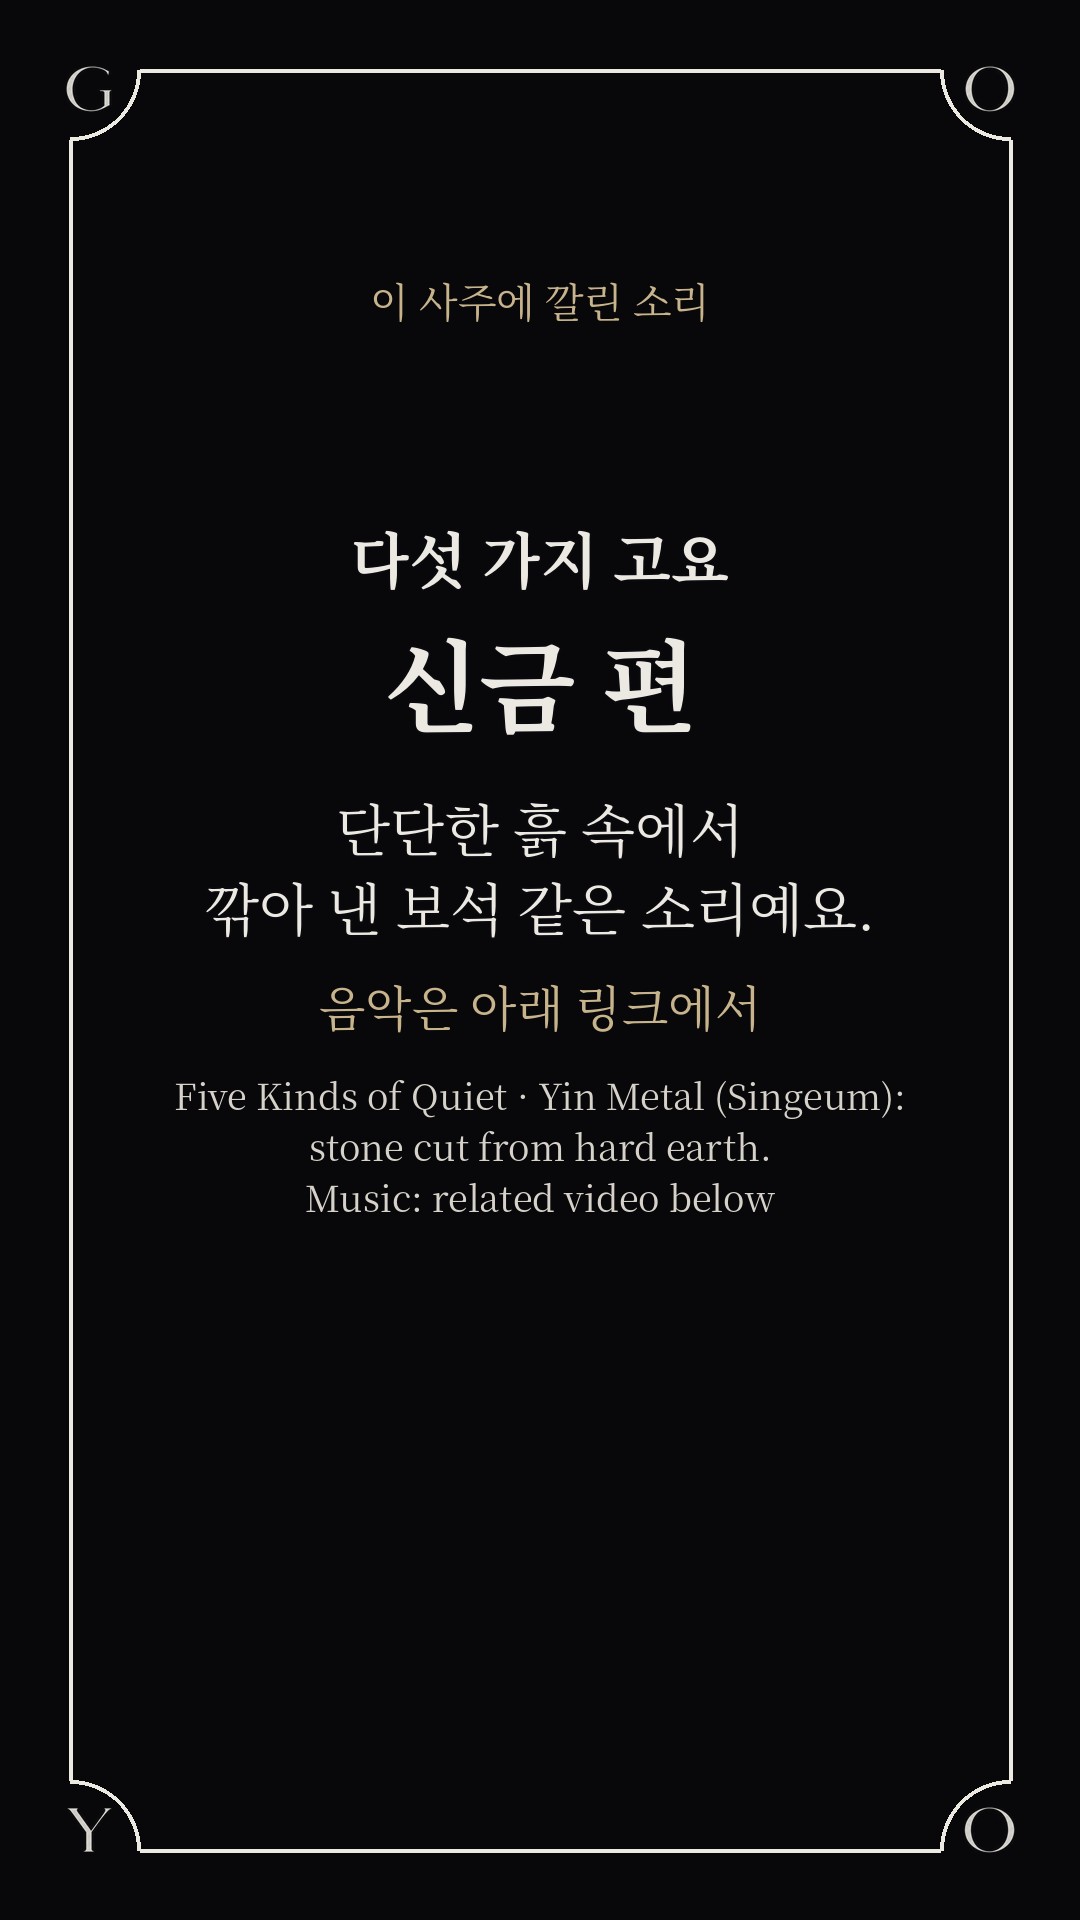 G O
이 사주에 깔린 소리
다섯 가지 고요
신금 편
단단한 흙 속에서
깎아 낸 보석 같은 소리예요.
음악은 아래 링크에서
Five Kinds of Quiet · Yin Metal (Singeum):
stone cut from hard earth.
Music: related video below
Y O